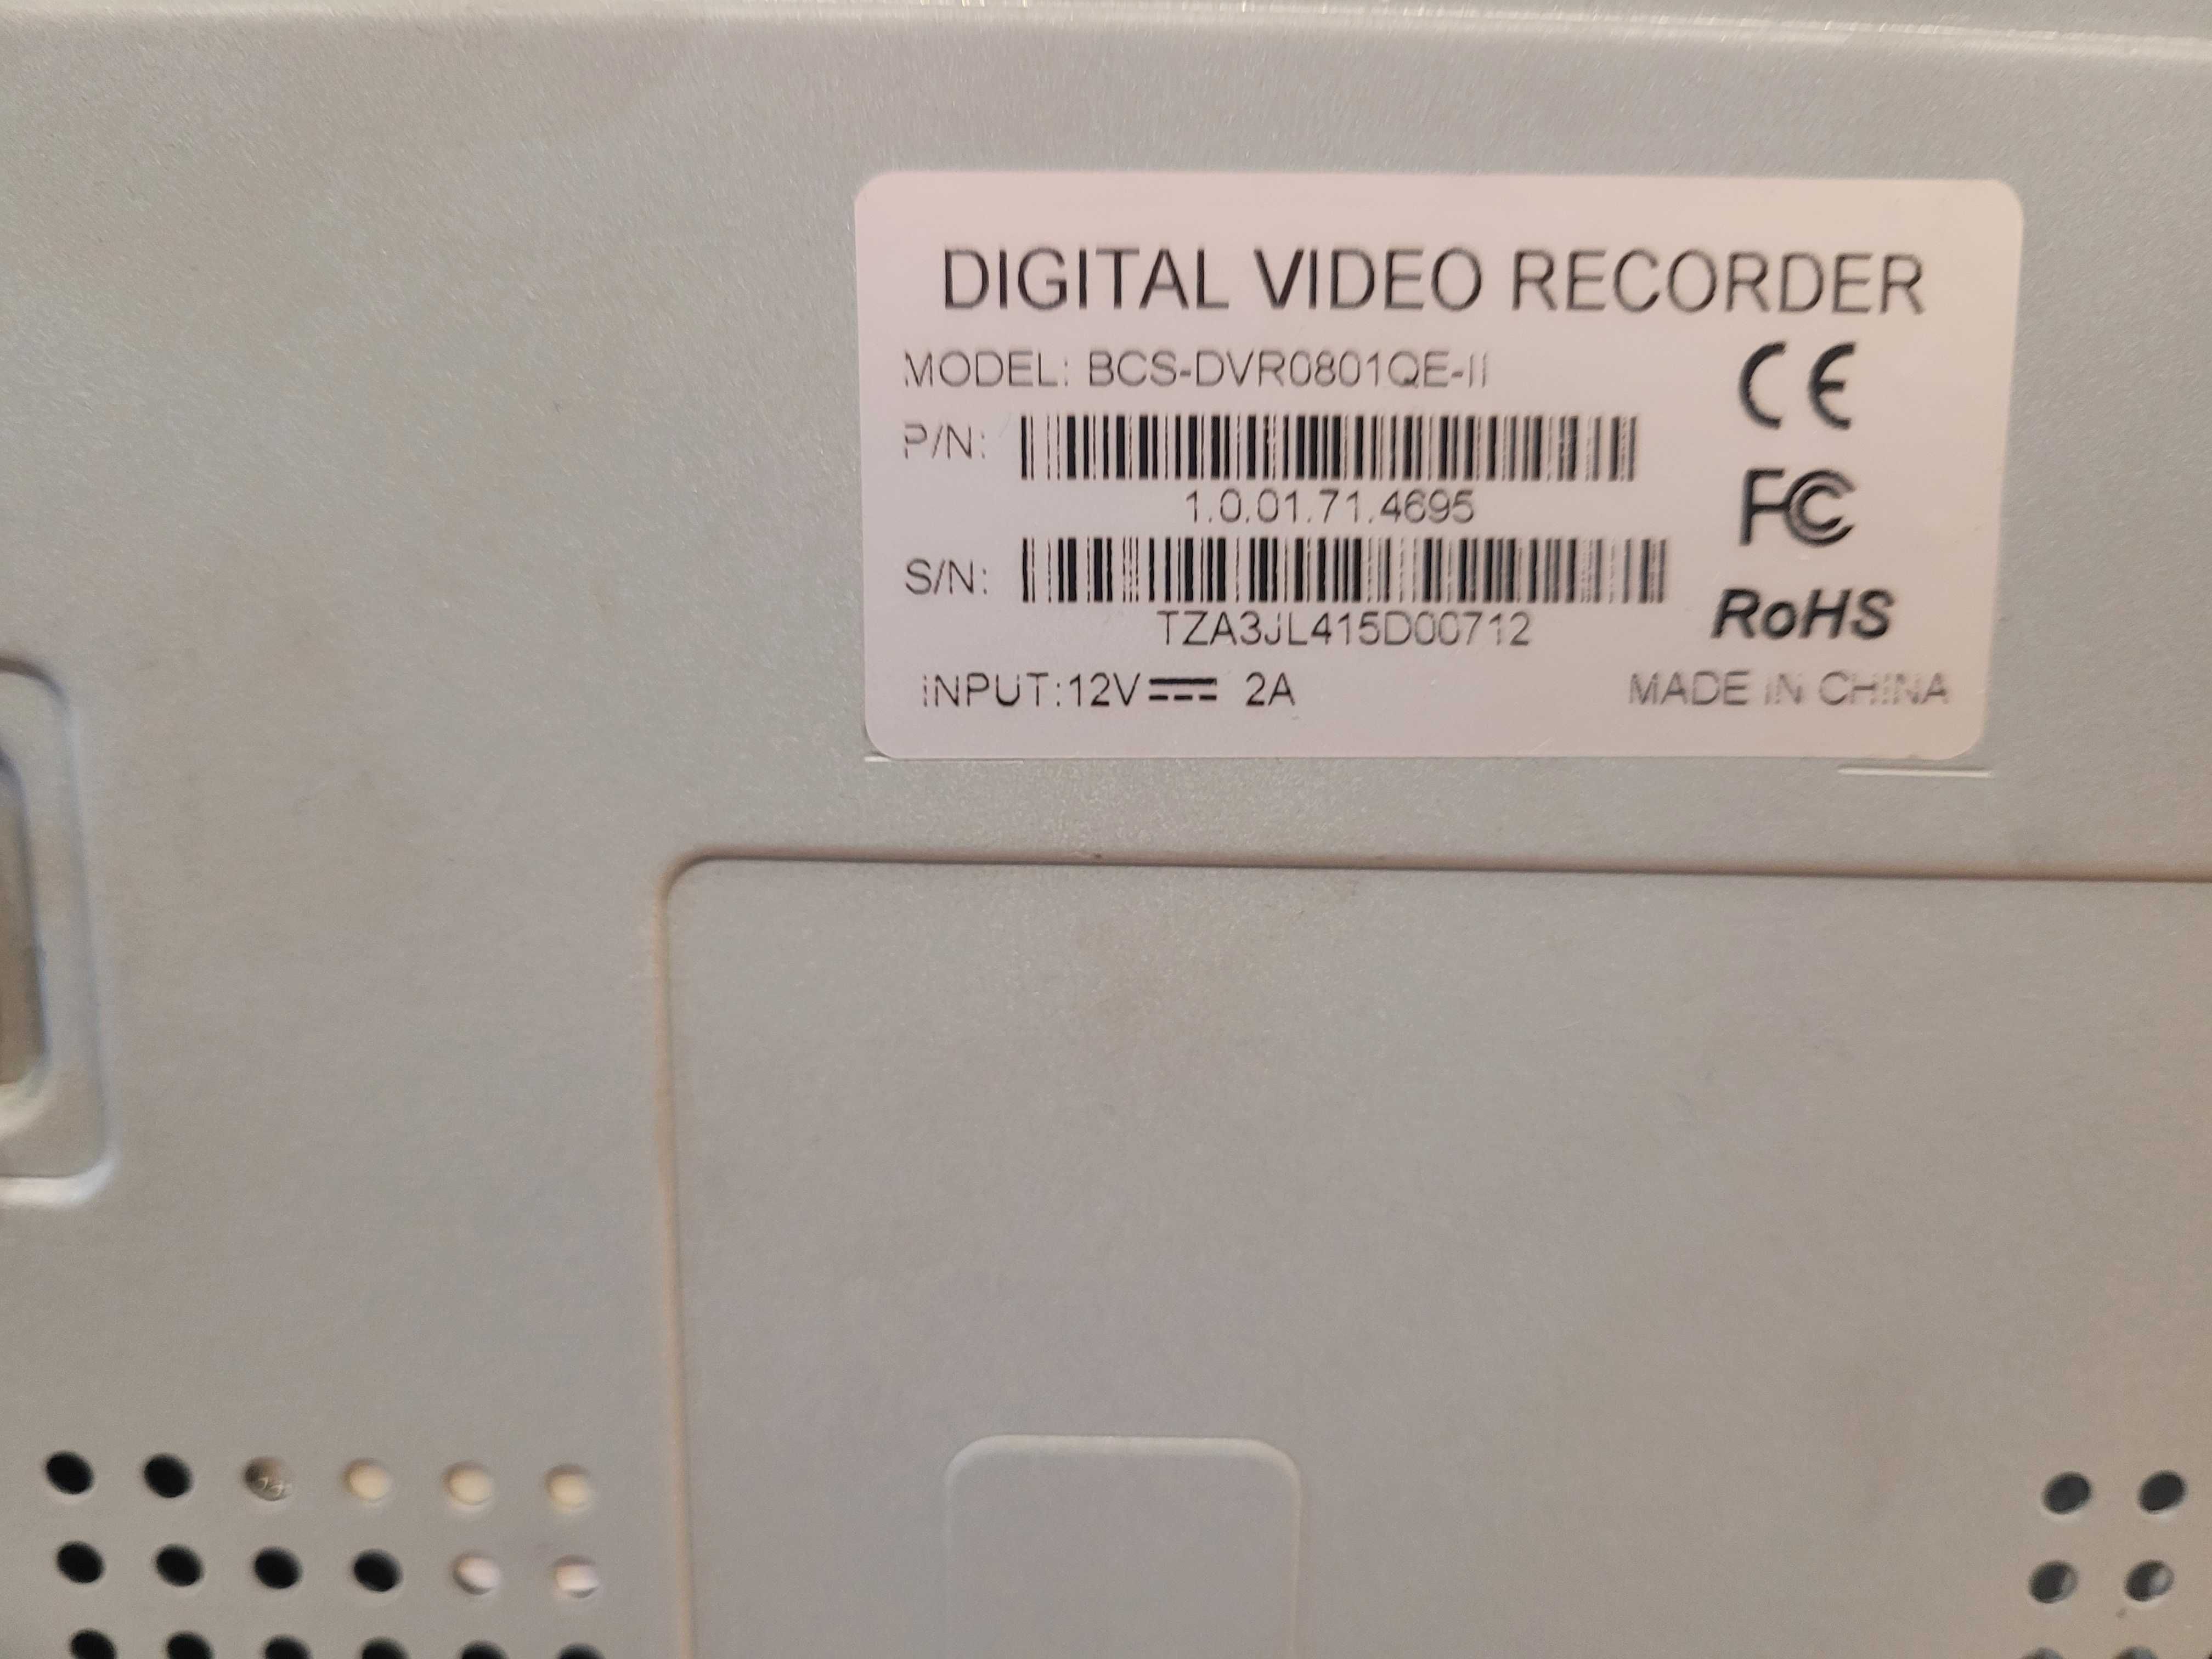 DIGITAL VIDEO RECORDER
MODEL: BCS-DVR0801QE-II
CE
P/N:
1.0.01.71.4695
FC
S/N:
TZA3JL415D00712
RoHS
INPUT:12V⎓ 2A
MADE IN CHINA